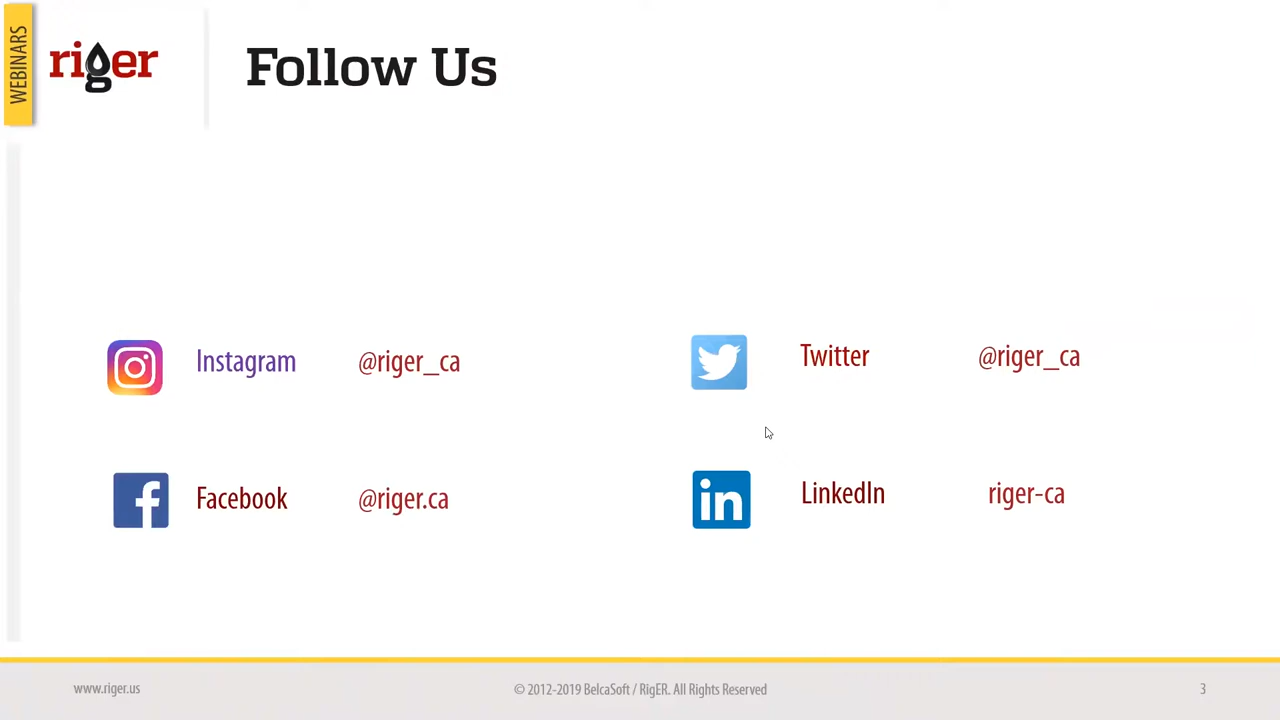 WEBINARS
riger
Follow Us
Instagram @riger_ca
Twitter @riger_ca
Facebook @riger.ca
LinkedIn riger-ca
www.riger.us
© 2012-2019 BelcaSoft / RigER. All Rights Reserved
3